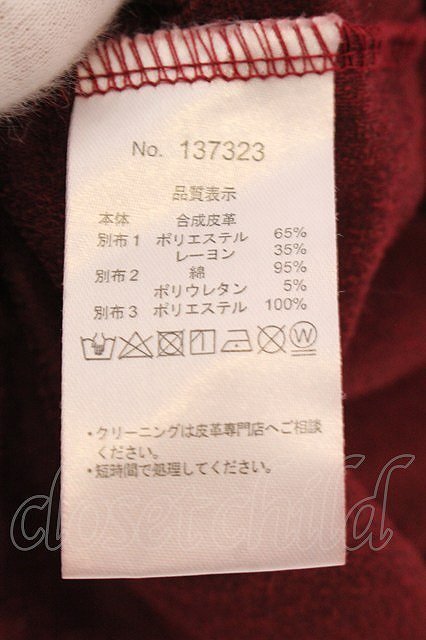 No. 137323
品質表示
本体 合成皮革
別布1 ポリエステル 65%
レーヨン 35%
別布2 綿 95%
ポリウレタン 5%
別布3 ポリエステル 100%
W
・クリーニングは皮革専門店へご相談
ください。
・短時間で処理してください。
closet child